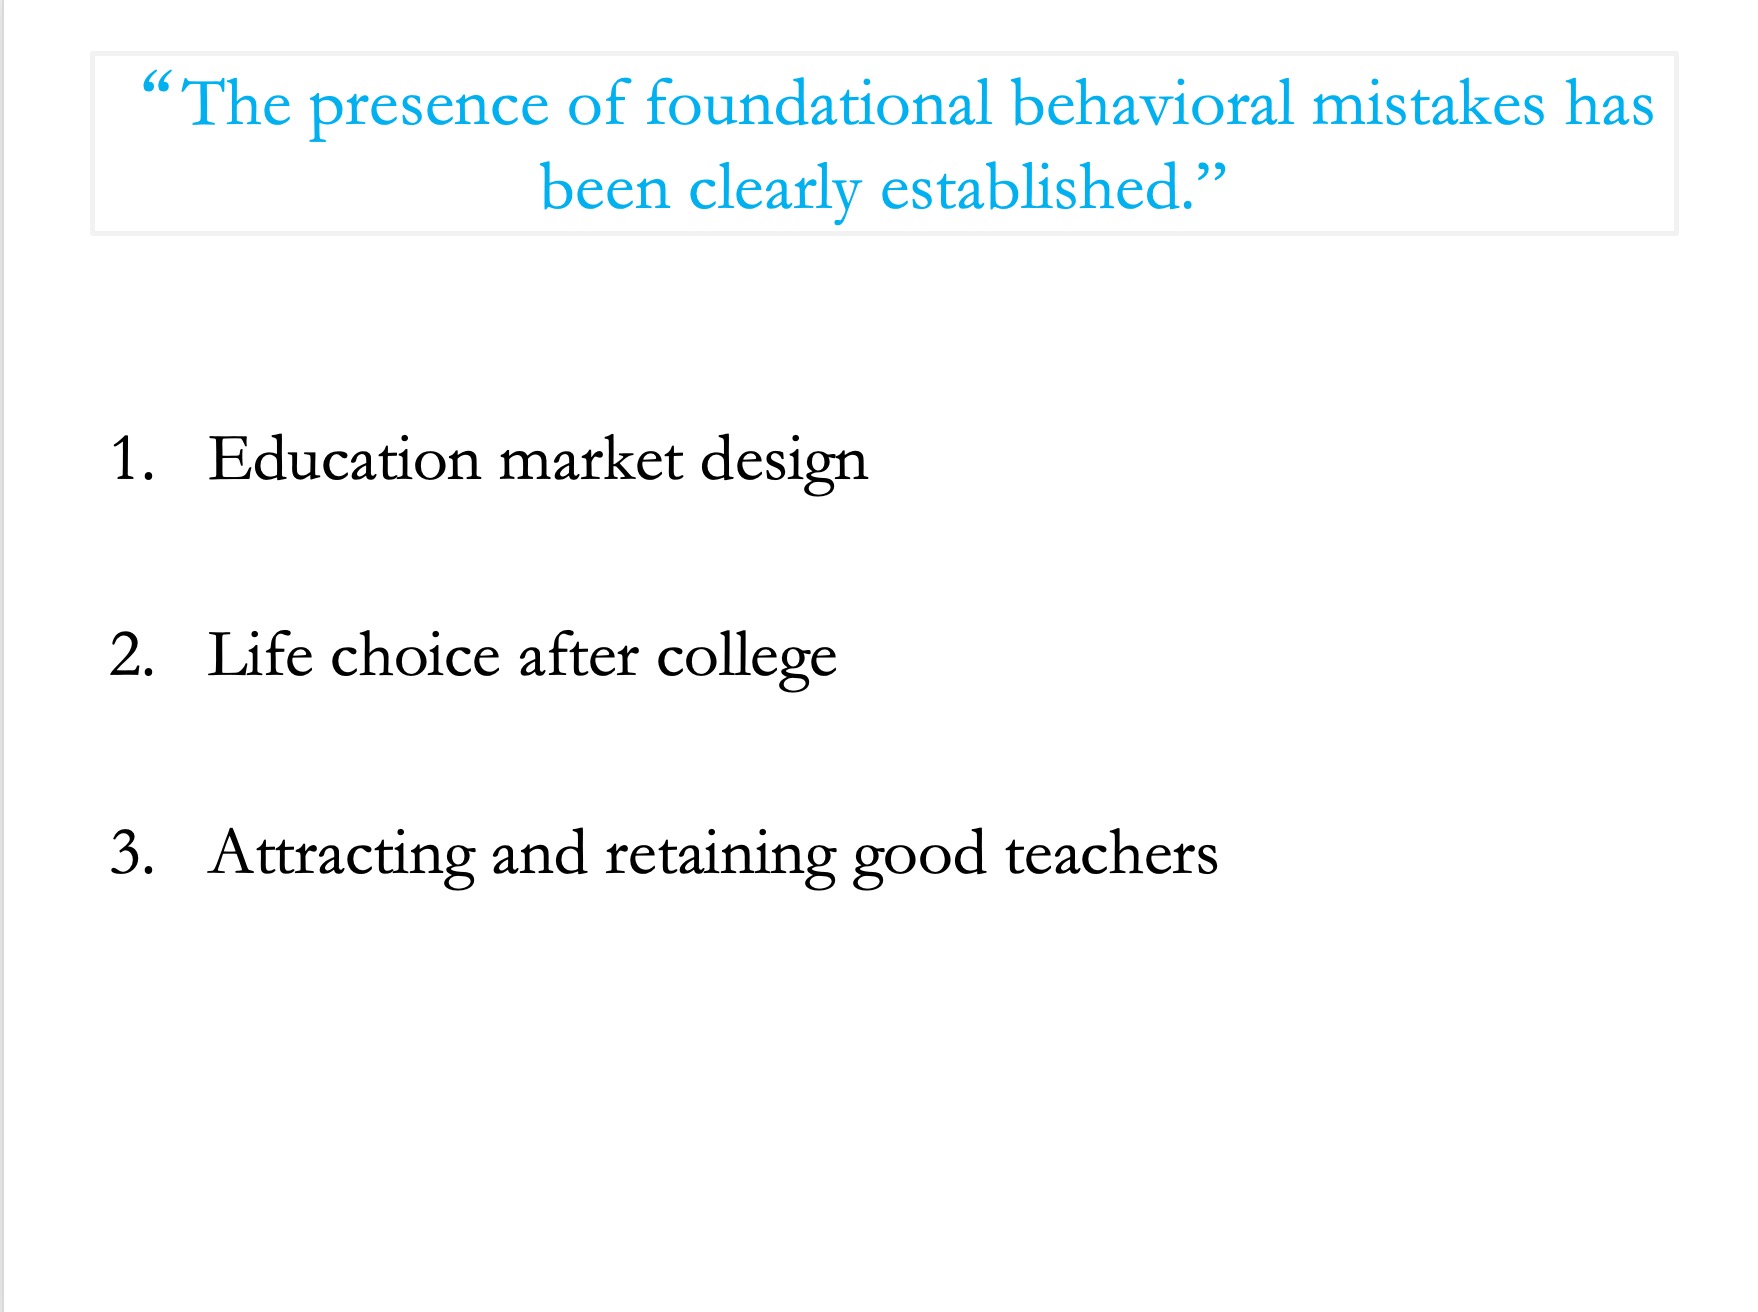 “The presence of foundational behavioral mistakes has
been clearly established.”
1. Education market design
2. Life choice after college
3. Attracting and retaining good teachers